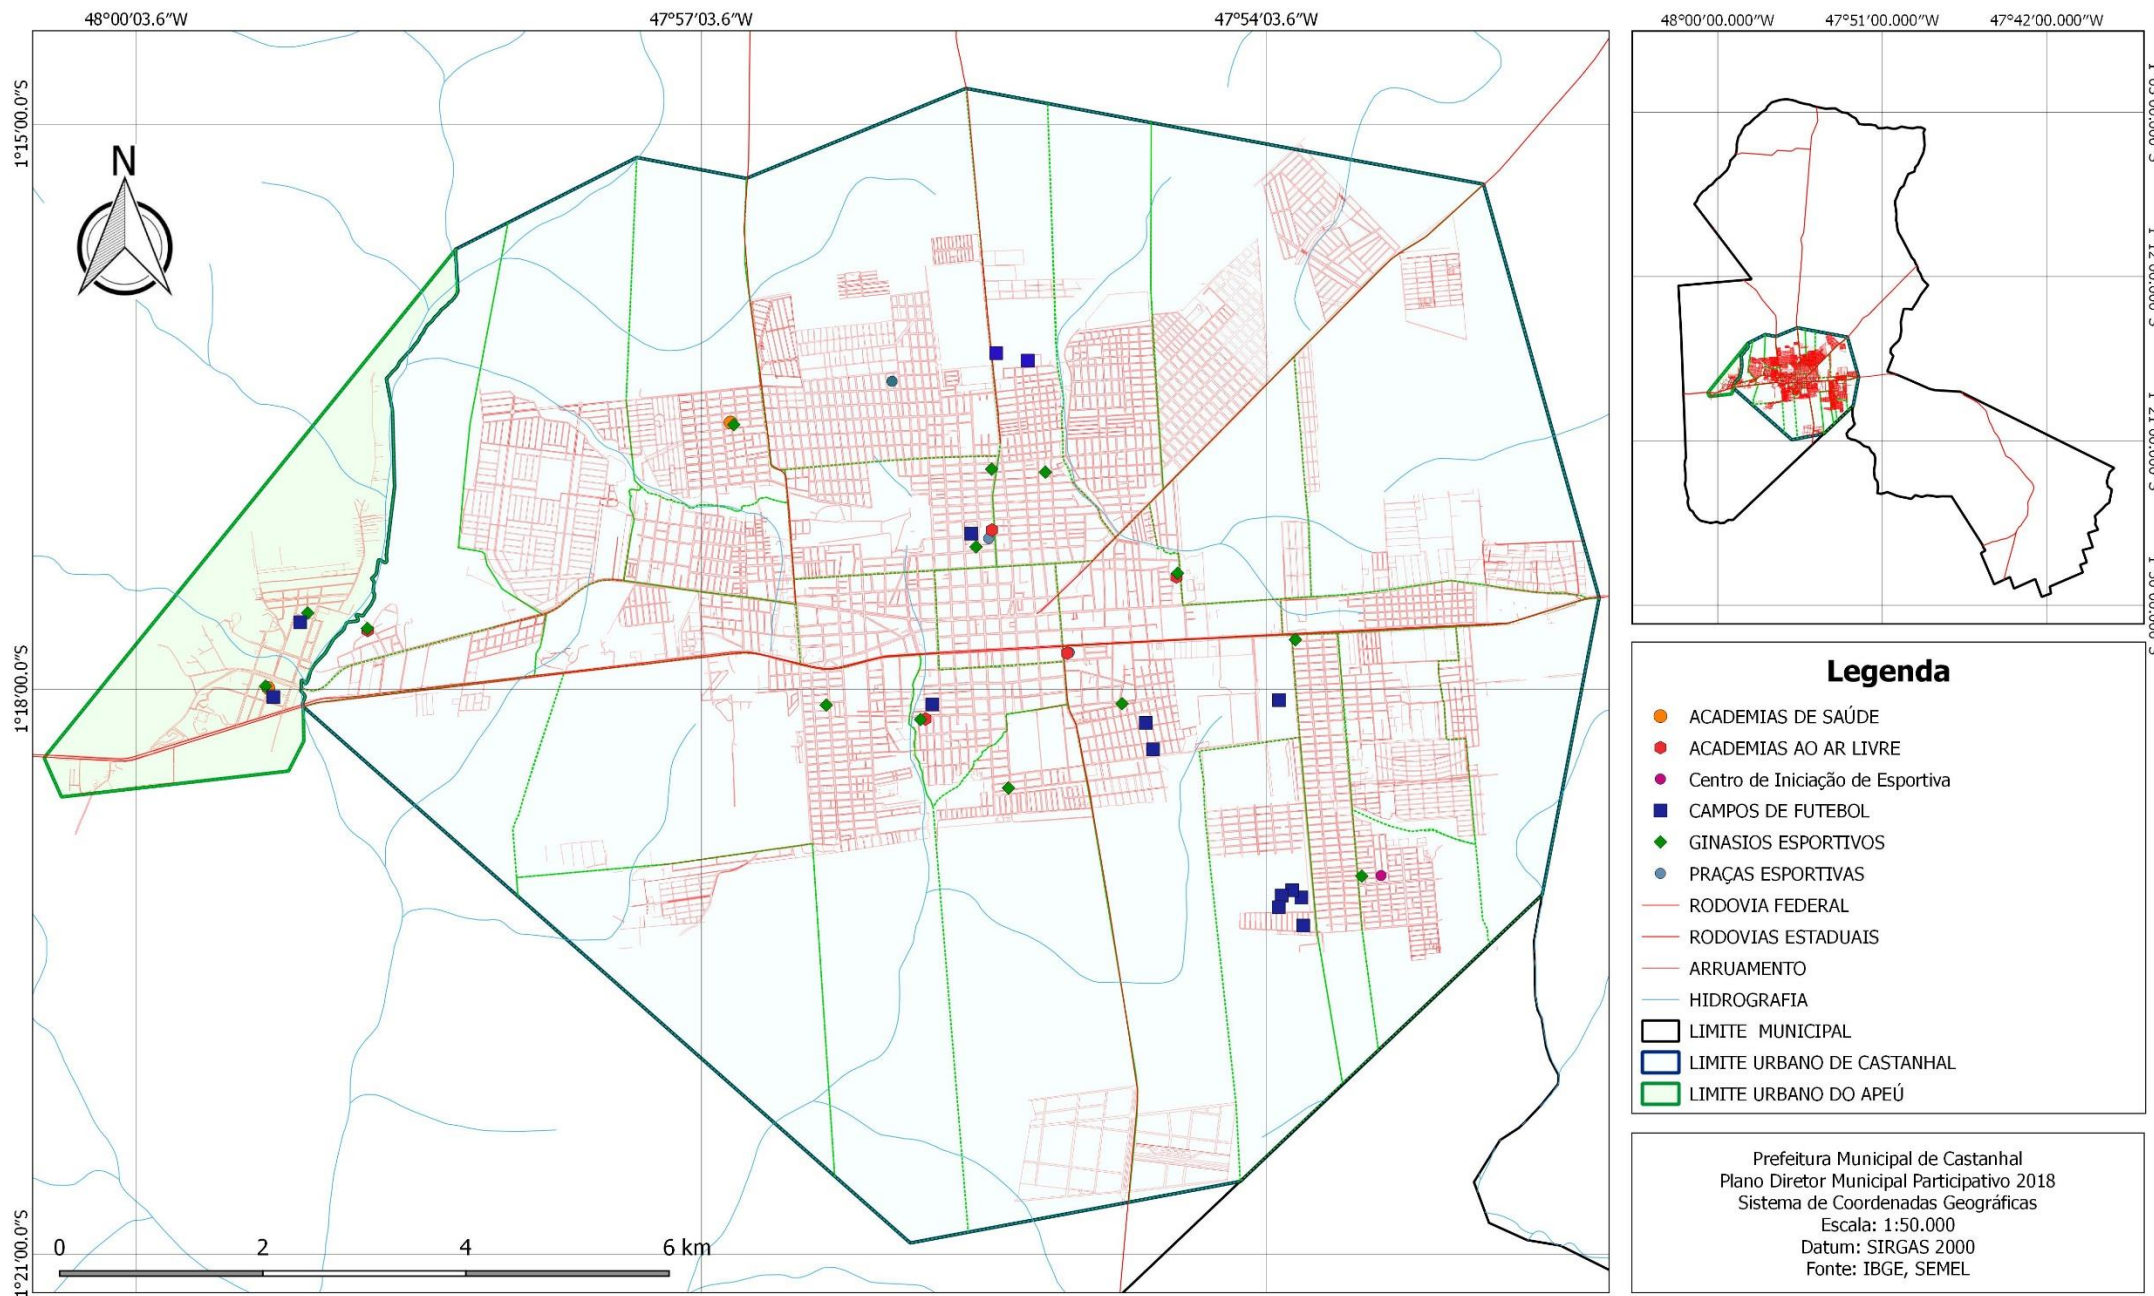 48°00'03.6"W
47°57'03.6"W
47°54'03.6"W
48°00'00.000"W
47°51'00.000"W
47°42'00.000"W
1°15'00.0"S
1°18'00.0"S
1°21'00.0"S
N
0 2 4 6 km
Legenda
ACADEMIAS DE SAÚDE
ACADEMIAS AO AR LIVRE
Centro de Iniciação de Esportiva
CAMPOS DE FUTEBOL
GINASIOS ESPORTIVOS
PRAÇAS ESPORTIVAS
RODOVIA FEDERAL
RODOVIAS ESTADUAIS
ARRUAMENTO
HIDROGRAFIA
LIMITE MUNICIPAL
LIMITE URBANO DE CASTANHAL
LIMITE URBANO DO APEÚ
Prefeitura Municipal de Castanhal
Plano Diretor Municipal Participativo 2018
Sistema de Coordenadas Geográficas
Escala: 1:50.000
Datum: SIRGAS 2000
Fonte: IBGE, SEMEL